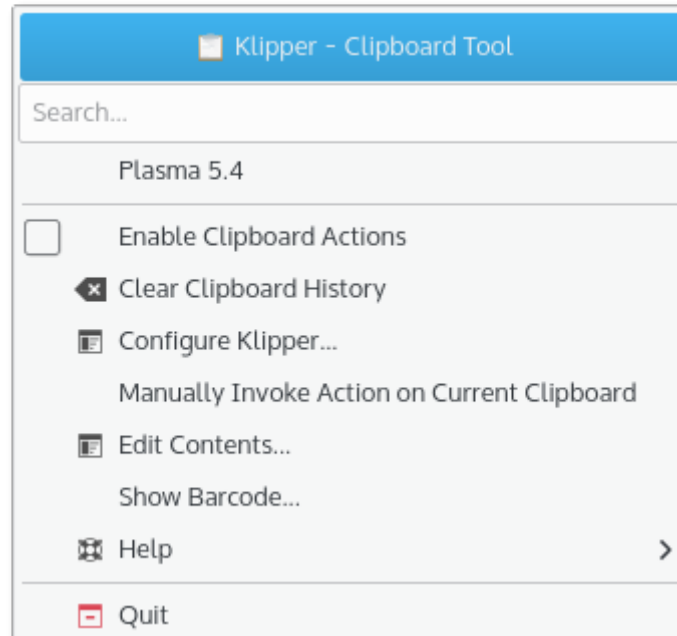 Klipper - Clipboard Tool
Search...
Plasma 5.4
Enable Clipboard Actions
Clear Clipboard History
Configure Klipper...
Manually Invoke Action on Current Clipboard
Edit Contents...
Show Barcode...
Help
Quit